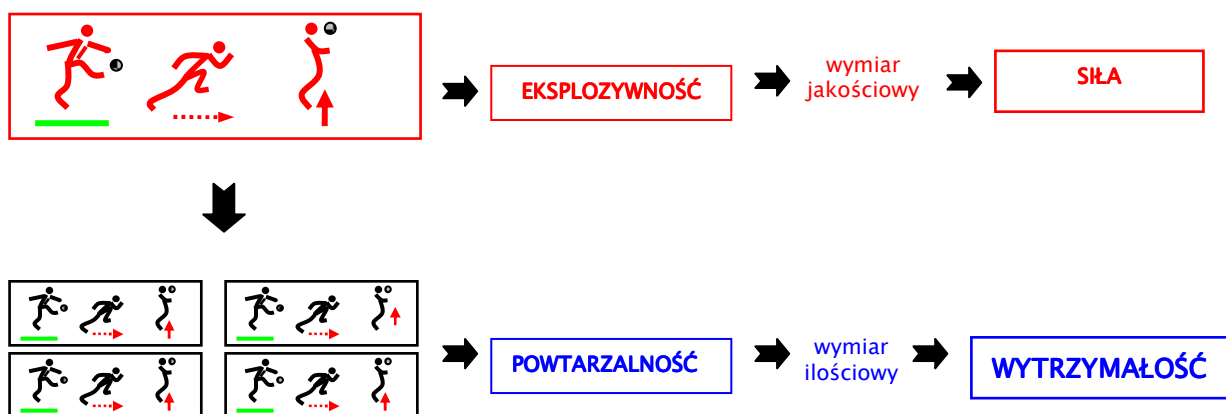 EKSPLOZYWNOŚĆ
wymiar
jakościowy
SIŁA
POWTARZALNOŚĆ
wymiar
ilościowy
WYTRZYMAŁOŚĆ